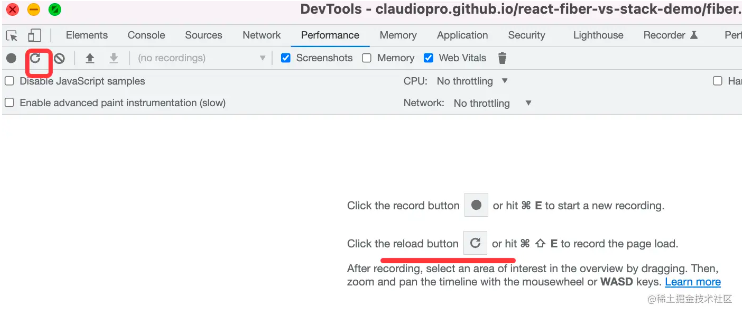 DevTools - claudiopro.github.io/react-fiber-vs-stack-demo/fiber.
Elements Console Sources Network Performance Memory Application Security Lighthouse Recorder Perf
(no recordings) Screenshots Memory Web Vitals
Disable JavaScript samples CPU: No throttling Har
Enable advanced paint instrumentation (slow) Network: No throttling
Click the record button or hit ⌘ E to start a new recording.
Click the reload button or hit ⌘ ⇧ E to record the page load.
After recording, select an area of interest in the overview by dragging. Then,
zoom and pan the timeline with the mousewheel or WASD keys. Learn more
@稀土掘金技术社区